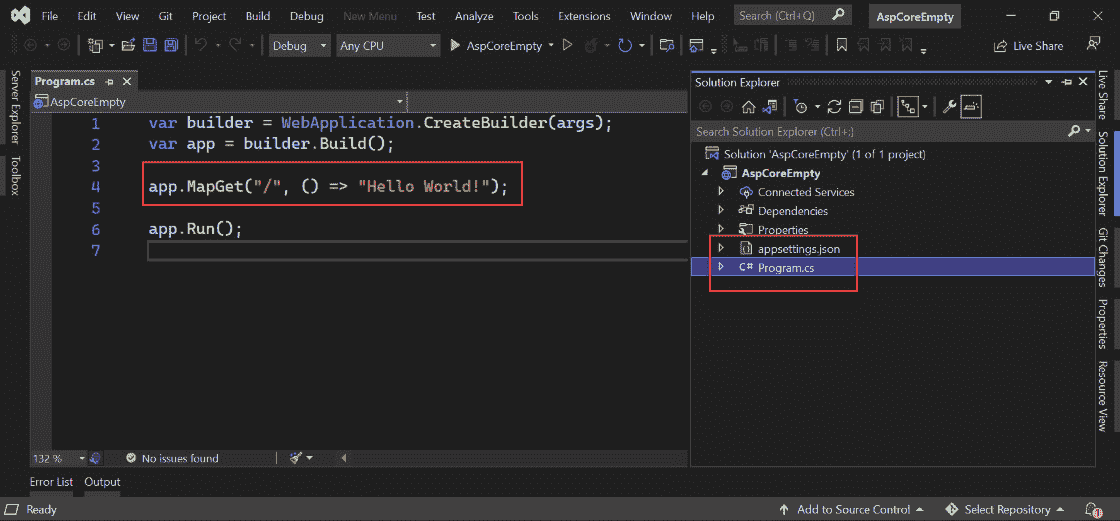 File Edit View Git Project Build Debug New Menu Test Analyze Tools Extensions Window Help Search (Ctrl+Q) AspCoreEmpty
Debug Any CPU AspCoreEmpty Live Share
Server Explorer
Toolbox
Program.cs
AspCoreEmpty
1 var builder = WebApplication.CreateBuilder(args);
2 var app = builder.Build();
3
4 app.MapGet("/", () => "Hello World!");
5
6 app.Run();
7
132 % No issues found
Solution Explorer
Search Solution Explorer (Ctrl+;)
Solution 'AspCoreEmpty' (1 of 1 project)
AspCoreEmpty
Connected Services
Dependencies
Properties
appsettings.json
C# Program.cs
Live Share
Solution Explorer
Git Changes
Properties
Resource View
Error List Output
Ready Add to Source Control Select Repository 1